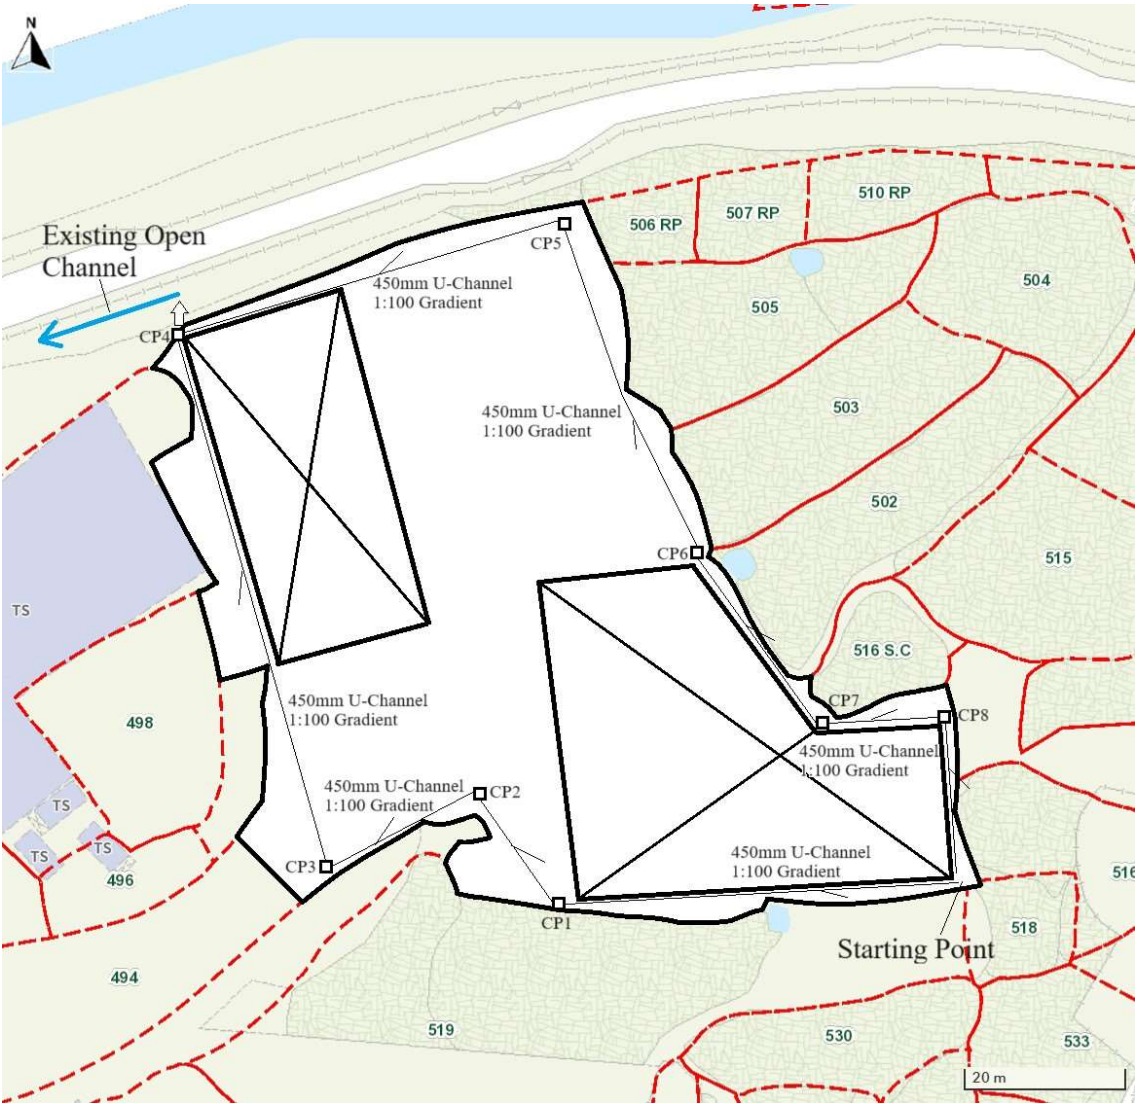 N
510 RP
507 RP
506 RP
Existing Open
Channel
CP5
504
450mm U-Channel
1:100 Gradient
505
CP4
503
450mm U-Channel
1:100 Gradient
502
CP6
515
TS
516 S.C
450mm U-Channel
1:100 Gradient
CP7
CP8
498
450mm U-Channel
1:100 Gradient
450mm U-Channel
1:100 Gradient
CP2
TS
TS
TS
CP3
450mm U-Channel
1:100 Gradient
496
516
CP1
518
Starting Point
494
519
530
533
20 m